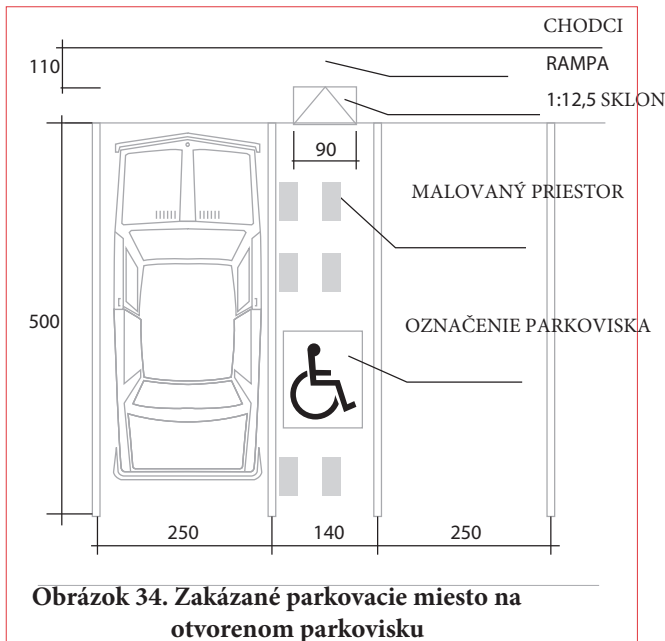 CHODCI
110
RAMPA
1:12,5 SKLON
90
MALOVANÝ PRIESTOR
500
OZNAČENIE PARKOVISKA
250
140
250
Obrázok 34. Zakázané parkovacie miesto na
otvorenom parkovisku